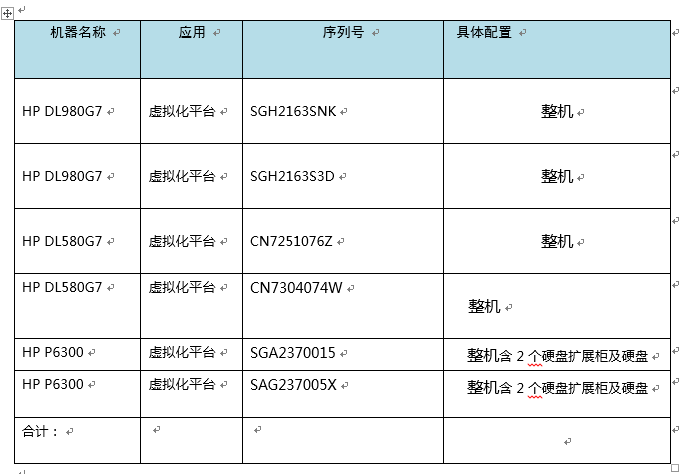 机器名称 应用 序列号 具体配置
HP DL980G7 虚拟化平台 SGH2163SNK 整机
HP DL980G7 虚拟化平台 SGH2163S3D 整机
HP DL580G7 虚拟化平台 CN7251076Z 整机
HP DL580G7 虚拟化平台 CN7304074W 整机
HP P6300 虚拟化平台 SGA2370015 整机含 2 个硬盘扩展柜及硬盘
HP P6300 虚拟化平台 SAG237005X 整机含 2 个硬盘扩展柜及硬盘
合计：